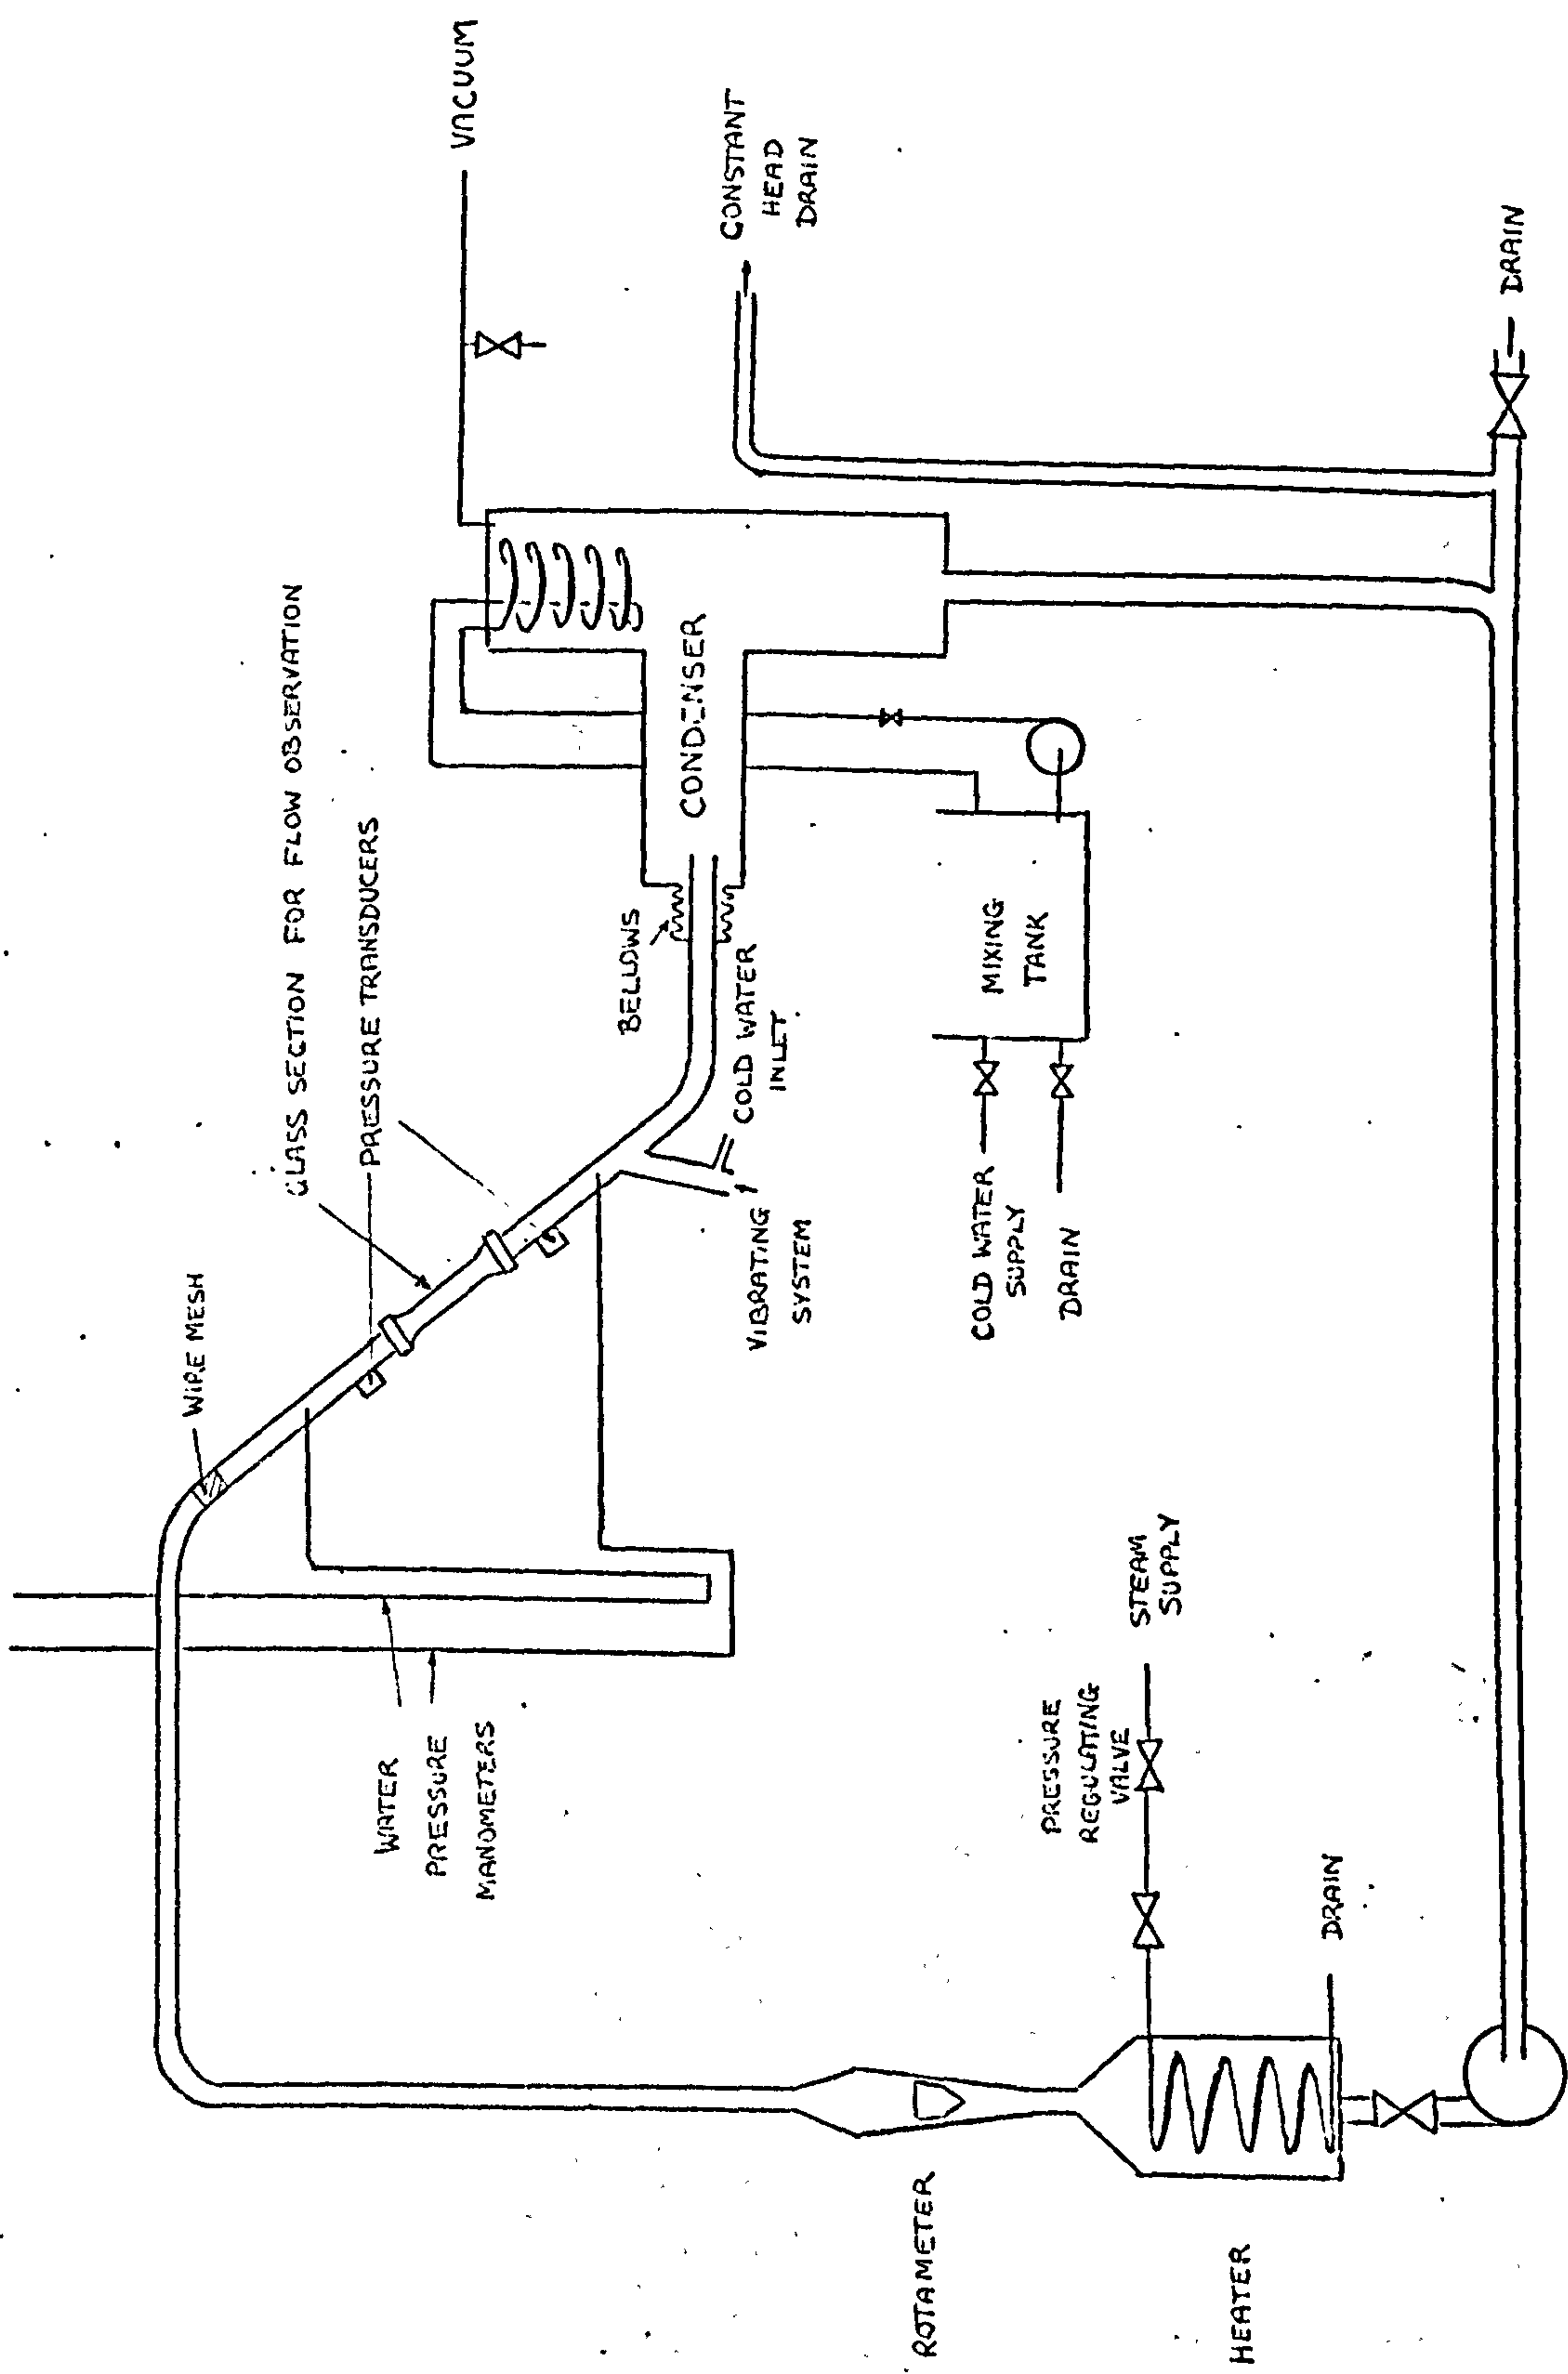 VACUUM
CONSTANT
HEAD
DRAIN
DRAIN
GLASS SECTION FOR FLOW OBSERVATION
PRESSURE TRANSDUCERS
CONDENSER
BELLOWS
COLD WATER
INLET.
MIXING
TANK
WIRE MESH
VIBRATING
SYSTEM
COLD WATER
SUPPLY
DRAIN
WATER
PRESSURE
MANOMETERS
STEAM
SUPPLY
PRESSURE
REGULATING
VALVE
DRAIN
ROTAMETER
HEATER